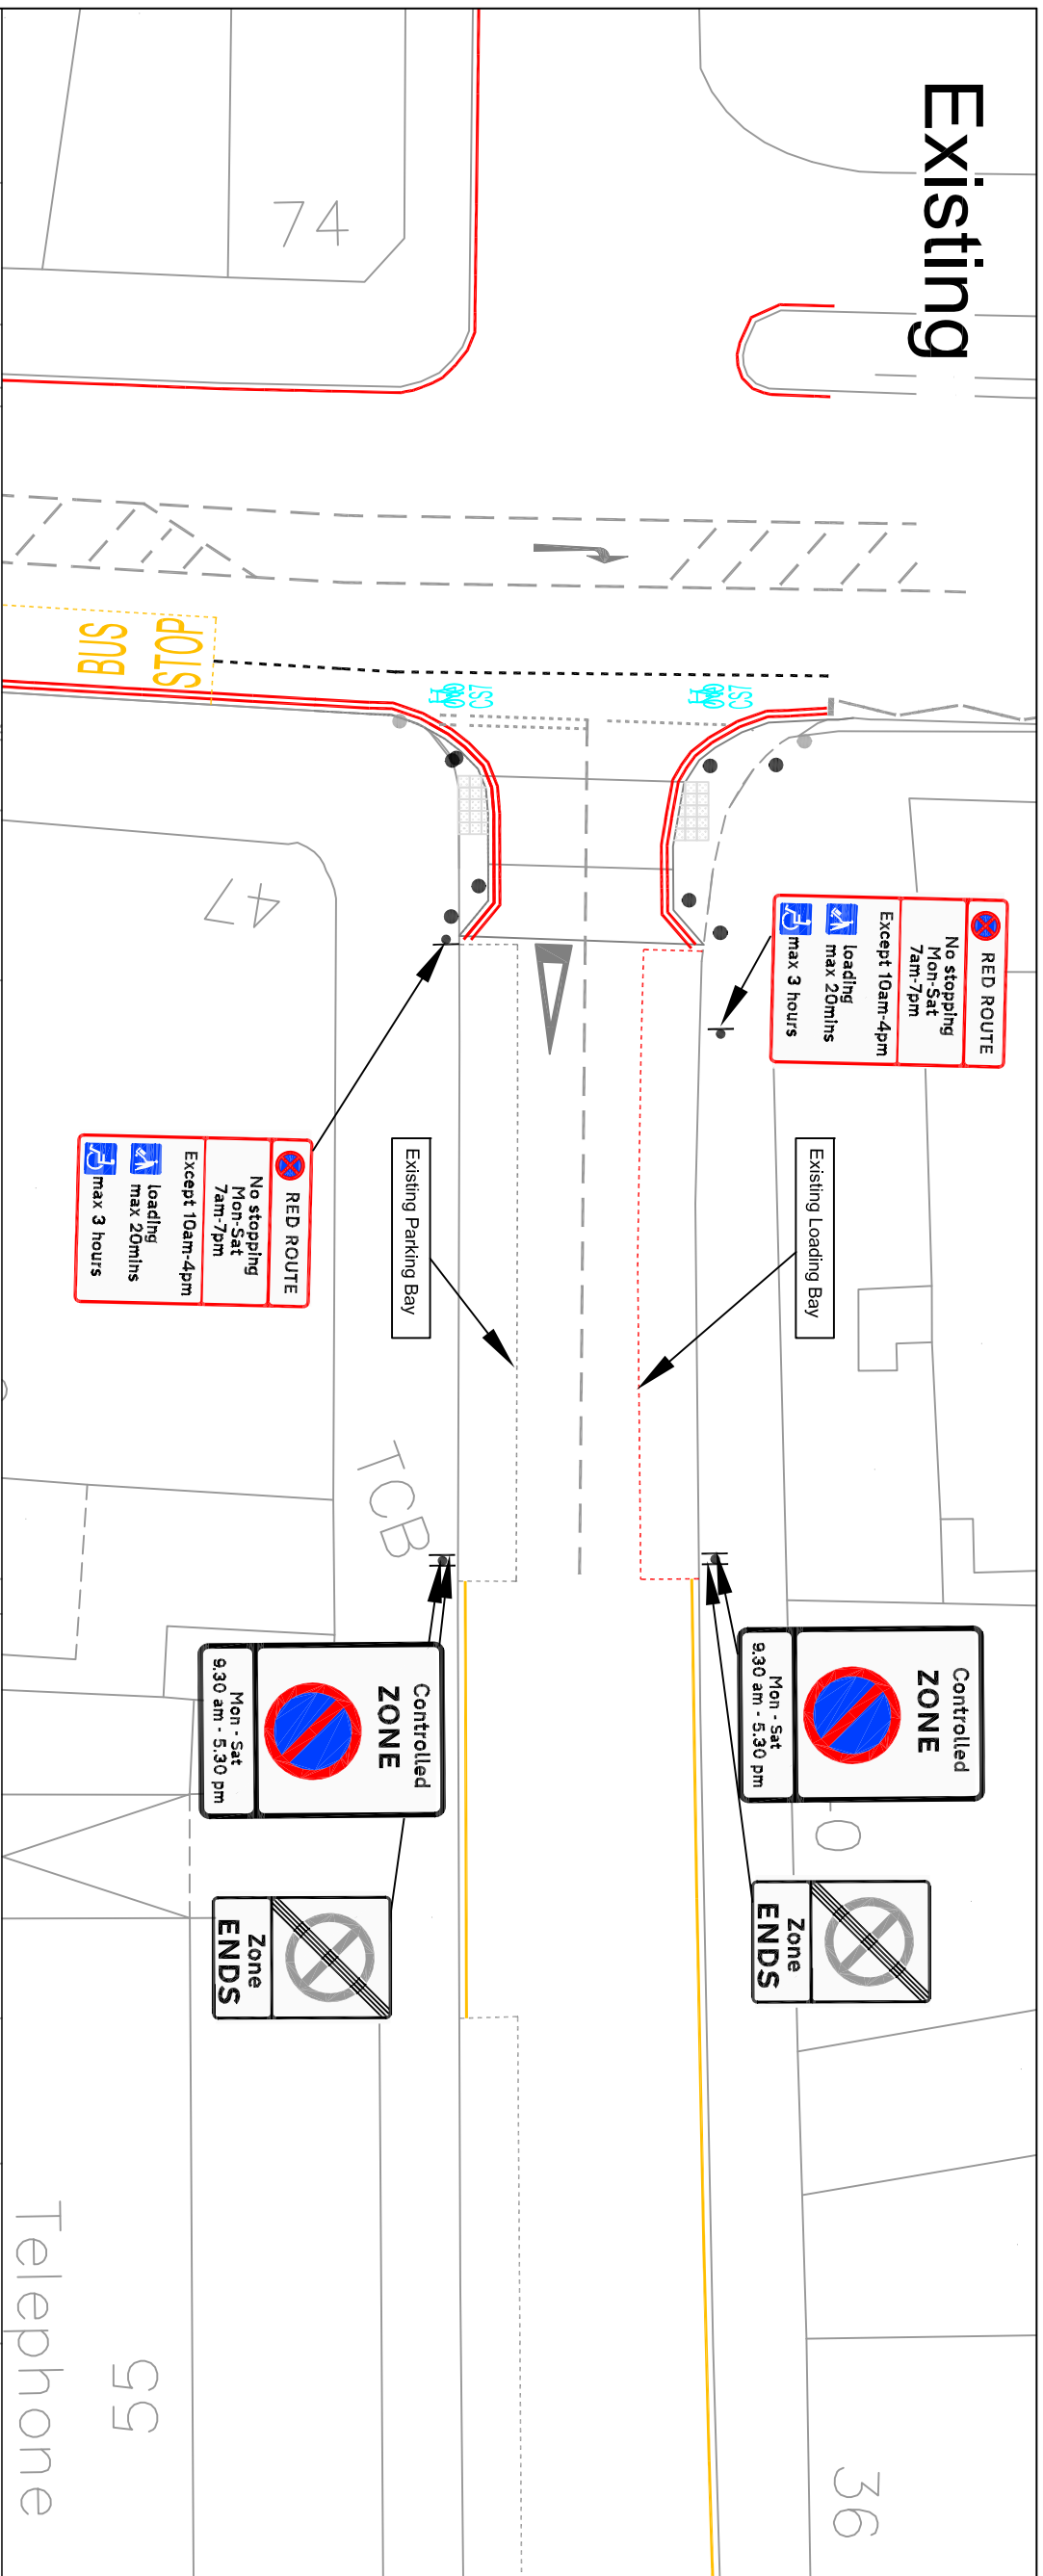 Existing
74
BUS
STOP
47
RED ROUTE
No stopping
Mon-Sat
7am-7pm
Except 10am-4pm
loading
max 20mins
max 3 hours
RED ROUTE
No stopping
Mon-Sat
7am-7pm
Except 10am-4pm
loading
max 20mins
max 3 hours
Existing Loading Bay
Existing Parking Bay
TCB
Controlled
ZONE
Mon - Sat
9.30 am - 5.30 pm
Controlled
ZONE
Mon - Sat
9.30 am - 5.30 pm
Zone
ENDS
Zone
ENDS
0
36
55
Telephone